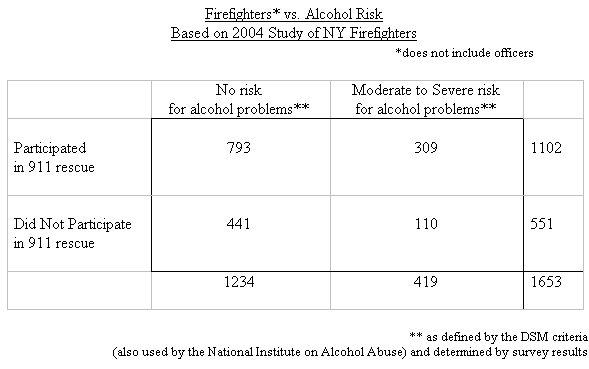 Firefighters* vs. Alcohol Risk
Based on 2004 Study of NY Firefighters
*does not include officers
No risk Moderate to Severe risk
for alcohol problems** for alcohol problems**
Participated 793 309 1102
in 911 rescue
Did Not Participate 441 110 551
in 911 rescue
1234 419 1653
** as defined by the DSM criteria
(also used by the National Institute on Alcohol Abuse) and determined by survey results